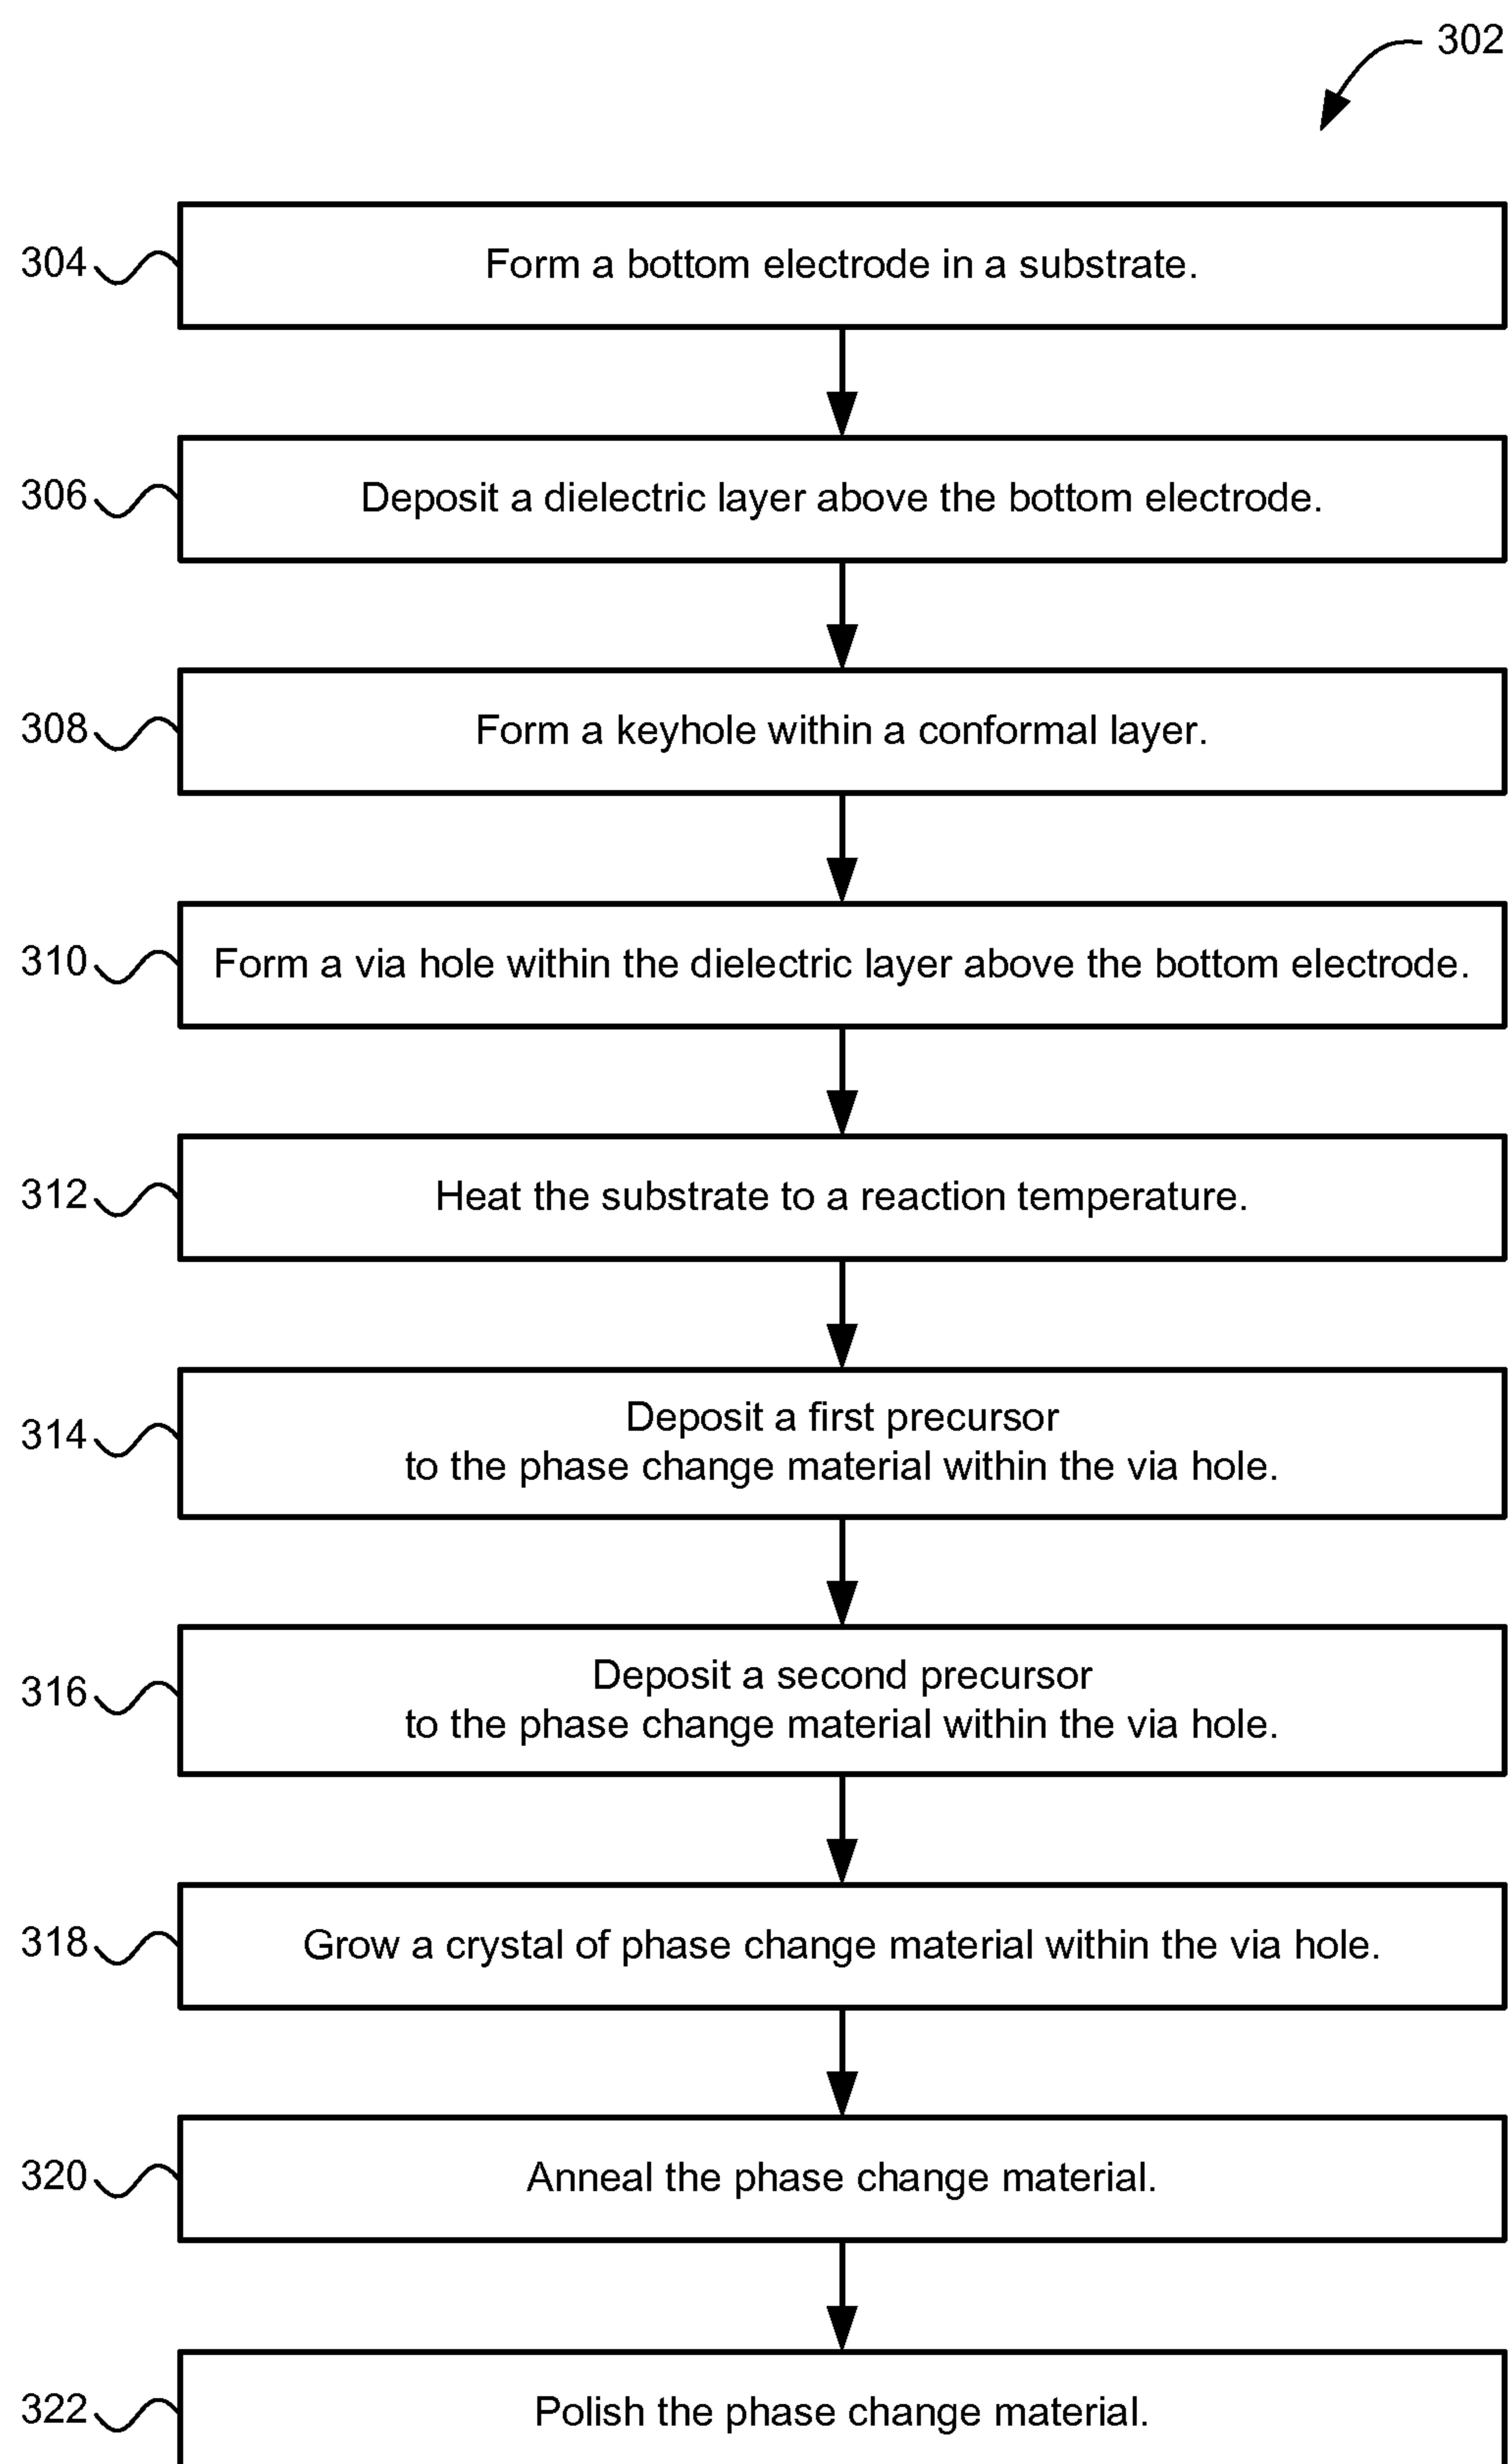 302
304
Form a bottom electrode in a substrate.
306
Deposit a dielectric layer above the bottom electrode.
308
Form a keyhole within a conformal layer.
310
Form a via hole within the dielectric layer above the bottom electrode.
312
Heat the substrate to a reaction temperature.
314
Deposit a first precursor
to the phase change material within the via hole.
316
Deposit a second precursor
to the phase change material within the via hole.
318
Grow a crystal of phase change material within the via hole.
320
Anneal the phase change material.
322
Polish the phase change material.